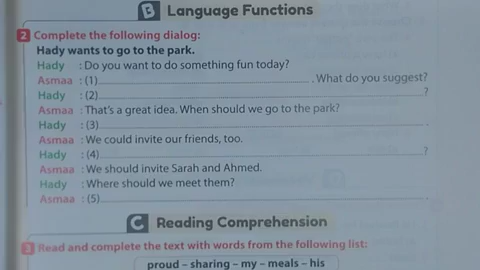 B Language Functions
2 Complete the following dialog:
Hady wants to go to the park.
Hady : Do you want to do something fun today?
Asmaa : (1) . What do you suggest?
Hady : (2) ?
Asmaa : That's a great idea. When should we go to the park?
Hady : (3) .
Asmaa : We could invite our friends, too.
Hady : (4) ?
Asmaa : We should invite Sarah and Ahmed.
Hady : Where should we meet them?
Asmaa : (5)
C Reading Comprehension
3 Read and complete the text with words from the following list:
proud – sharing – my – meals – his